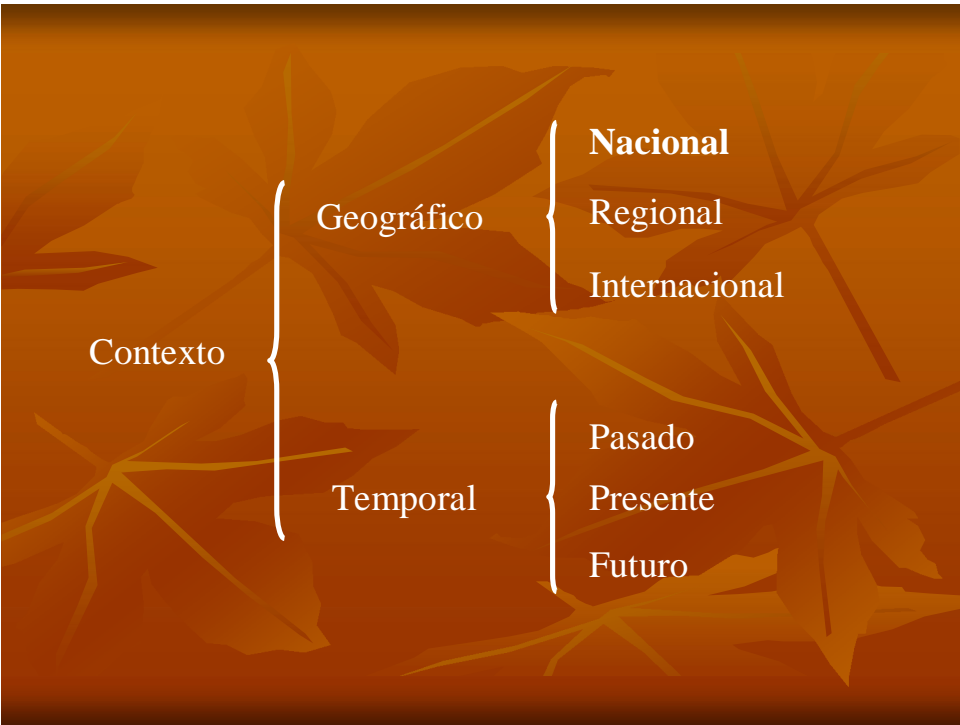 Contexto
Geográfico
Nacional
Regional
Internacional
Temporal
Pasado
Presente
Futuro